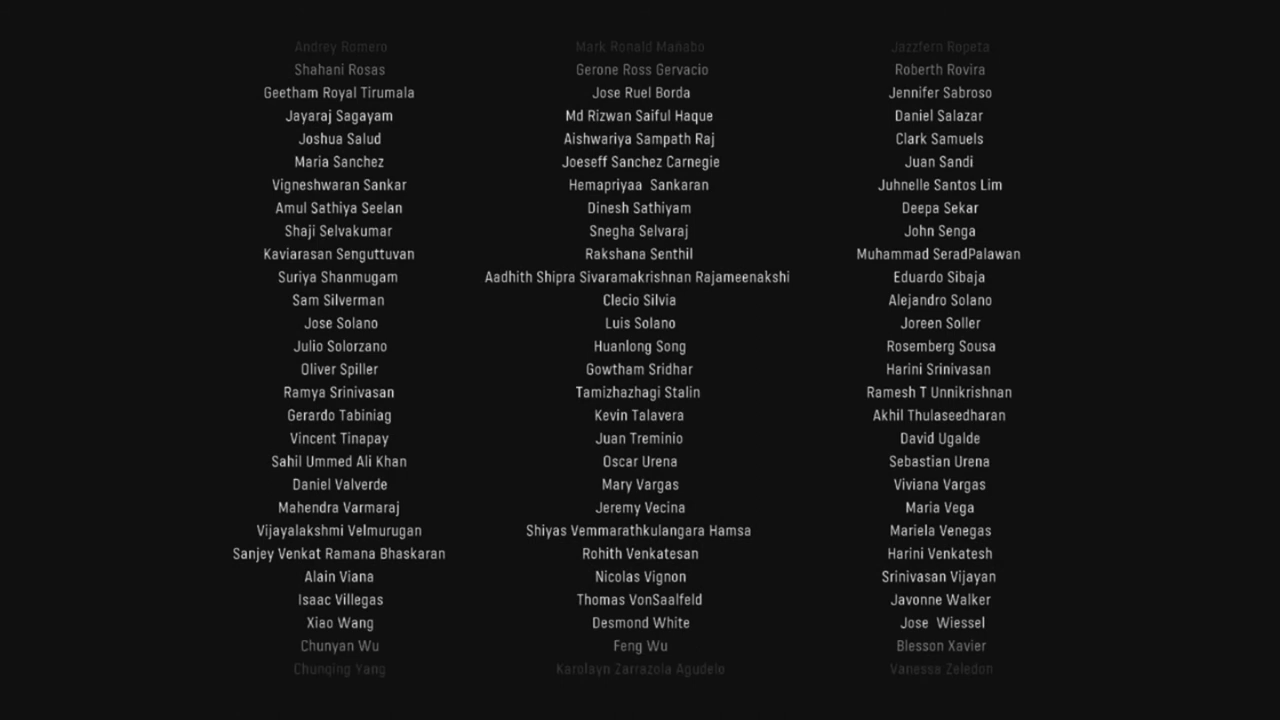 Andrey Romero Mark Ronald Mañabo Jazzfern Ropeta
Shahani Rosas Gerone Ross Gervacio Roberth Rovira
Geetham Royal Tirumala Jose Ruel Borda Jennifer Sabroso
Jayaraj Sagayam Md Rizwan Saiful Haque Daniel Salazar
Joshua Salud Aishwariya Sampath Raj Clark Samuels
Maria Sanchez Joeseff Sanchez Carnegie Juan Sandi
Vigneshwaran Sankar Hemapriyaa Sankaran Juhnelle Santos Lim
Amul Sathiya Seelan Dinesh Sathiyam Deepa Sekar
Shaji Selvakumar Snegha Selvaraj John Senga
Kaviarasan Senguttuvan Rakshana Senthil Muhammad SeradPalawan
Suriya Shanmugam Aadhith Shipra Sivaramakrishnan Rajameenakshi Eduardo Sibaja
Sam Silverman Clecio Silvia Alejandro Solano
Jose Solano Luis Solano Joreen Soller
Julio Solorzano Huanlong Song Rosemberg Sousa
Oliver Spiller Gowtham Sridhar Harini Srinivasan
Ramya Srinivasan Tamizhazhagi Stalin Ramesh T Unnikrishnan
Gerardo Tabiniag Kevin Talavera Akhil Thulaseedharan
Vincent Tinapay Juan Treminio David Ugalde
Sahil Ummed Ali Khan Oscar Urena Sebastian Urena
Daniel Valverde Mary Vargas Viviana Vargas
Mahendra Varmaraj Jeremy Vecina Maria Vega
Vijayalakshmi Velmurugan Shiyas Vemmarathkulangara Hamsa Mariela Venegas
Sanjey Venkat Ramana Bhaskaran Rohith Venkatesan Harini Venkatesh
Alain Viana Nicolas Vignon Srinivasan Vijayan
Isaac Villegas Thomas VonSaalfeld Javonne Walker
Xiao Wang Desmond White Jose Wiessel
Chunyan Wu Feng Wu Blesson Xavier
Chunqing Yang Karolayn Zarrazola Agudelo Vanessa Zeledon